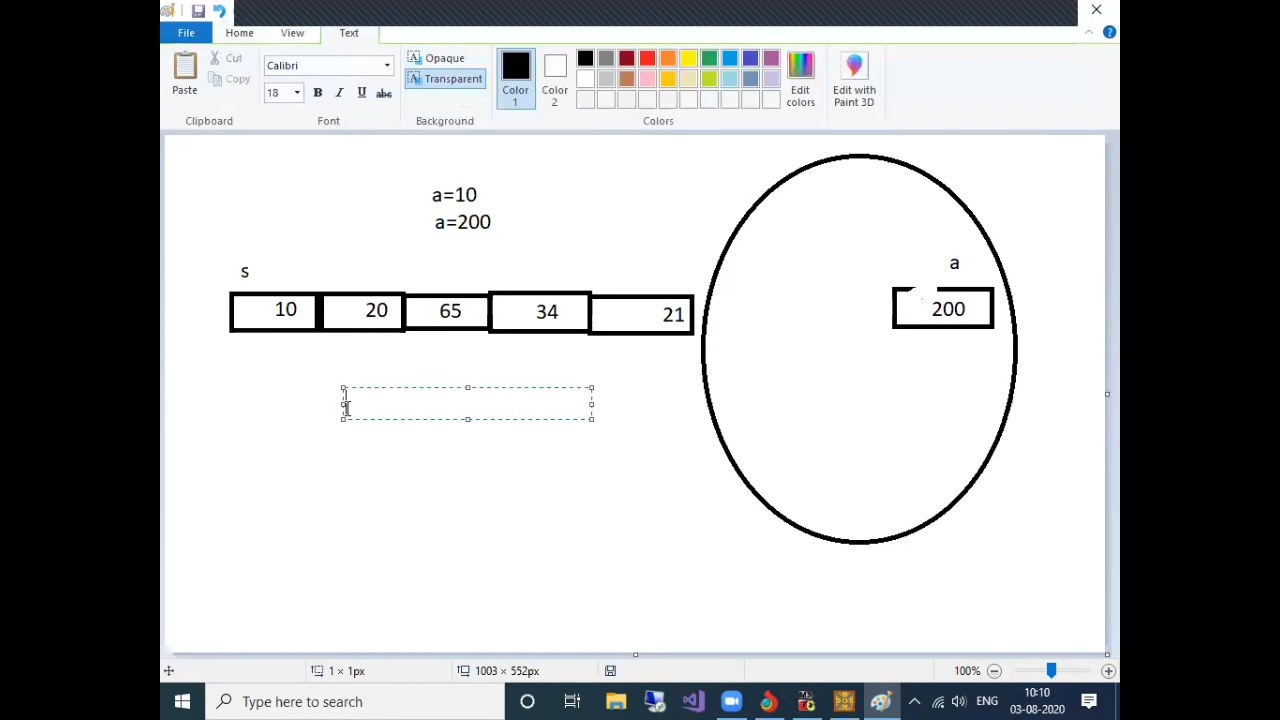 File Home View Text
Cut
Copy
Paste
Clipboard
Calibri
18 B I U abc
Font
Opaque
Transparent
Background
Color 1
Color 2
Edit colors
Colors
Edit with Paint 3D
a=10
a=200
s
a
10 20 65 34 21
200
1 × 1px 1003 × 552px 100%
Type here to search
ENG
10:10
03-08-2020